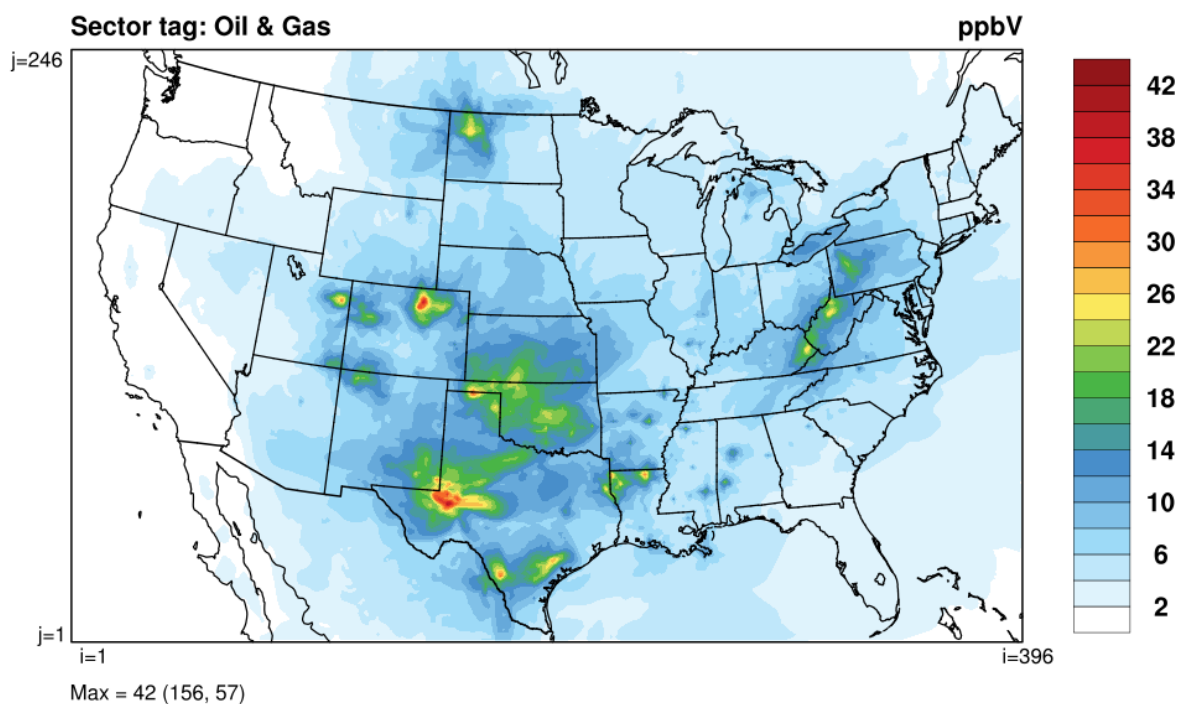 Sector tag: Oil & Gas
ppbV
j=246
42
38
34
30
26
22
18
14
10
6
2
j=1
i=1
i=396
Max = 42 (156, 57)